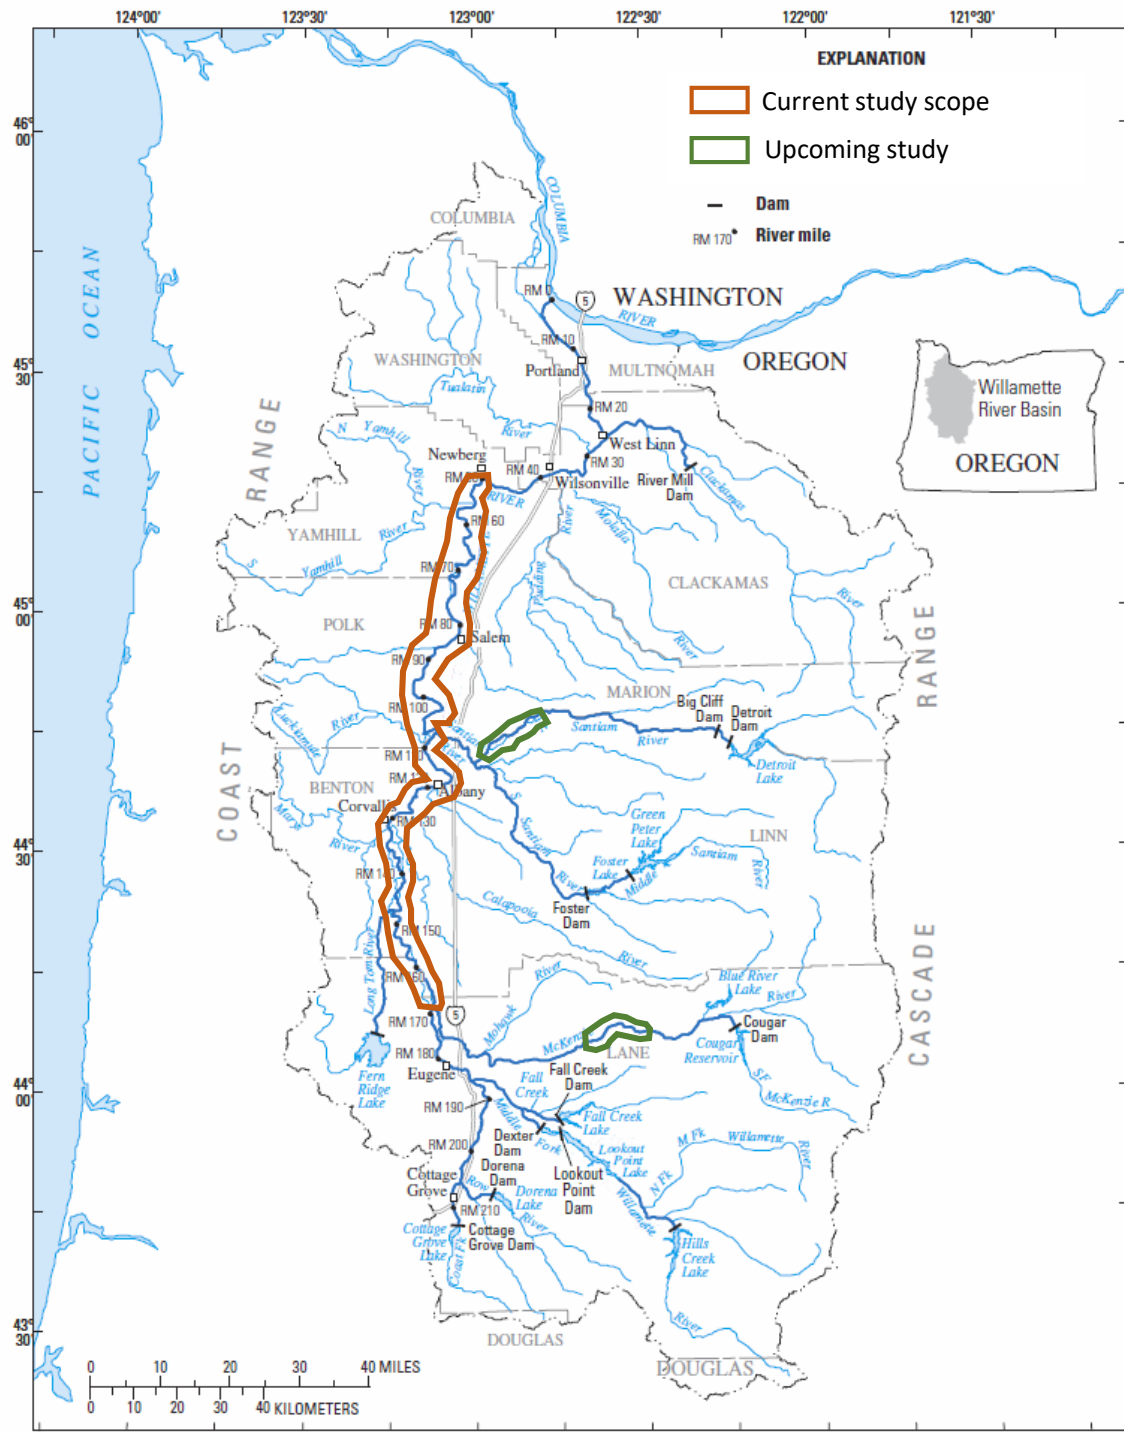 124°00'
123°30'
123°00'
122°30'
122°00'
121°30'
EXPLANATION
Current study scope
Upcoming study
Dam
RM 170
River mile
46°
00'
45°
30'
45°
00'
44°
30'
44°
00'
43°
30'
PACIFIC OCEAN
COLUMBIA
COLUMBIA
RIVER
WASHINGTON
OREGON
Willamette
River Basin
OREGON
RM 0
5
RM 10
Portland
MULTNOMAH
WASHINGTON
Tualatin
River
RM 20
West Linn
RM 30
RM 40
Wilsonville
River Mill
Dam
Clackamas
River
Newberg
RIVER
COAST RANGE
N Yamhill
River
YAMHILL
River
S Yamhill
RM 60
RM 70
Molalla
River
Pudding
River
CLACKAMAS
POLK
RM 80
Salem
RM 90
RM 100
MARION
Big Cliff
Dam
Detroit
Dam
Detroit
Lake
Santiam
River
Santiam
River
Luckiamute
River
BENTON
Albany
Corvallis
RM 130
Marys
River
RM 140
RM 150
S
Santiam
River
Green
Peter
Lake
LINN
Foster
Lake
Middle
Santiam
River
Foster
Dam
Calapooia
River
CASCADE RANGE
Long Tom River
RM 170
5
Mohawk
River
Blue River
Lake
River
Cougar
Dam
Cougar
Reservoir
SF
McKenzie R
LANE
RM 180
Eugene
Fern
Ridge
Lake
Fall
Creek
Fall Creek
Dam
Fall Creek
Lake
RM 190
Middle
Fork
Dexter
Dam
Lookout
Point
Lake
Lookout
Point
Dam
Willamette
M Fk Willamette
River
N Fk
RM 200
Dorena
Dam
Cottage
Grove
Row
River
Dorena
Lake
RM 210
Cottage
Grove Dam
Cottage
Grove
Lake
Coast Fk
Hills
Creek
Lake
River
DOUGLAS
DOUGLAS
0 10 20 30 40 MILES
0 10 20 30 40 KILOMETERS